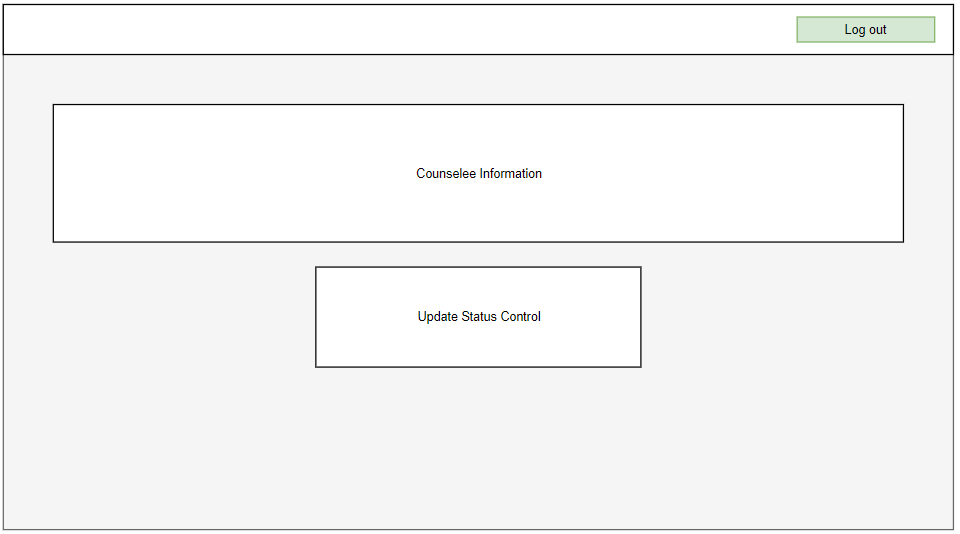 Log out
Counselee Information
Update Status Control